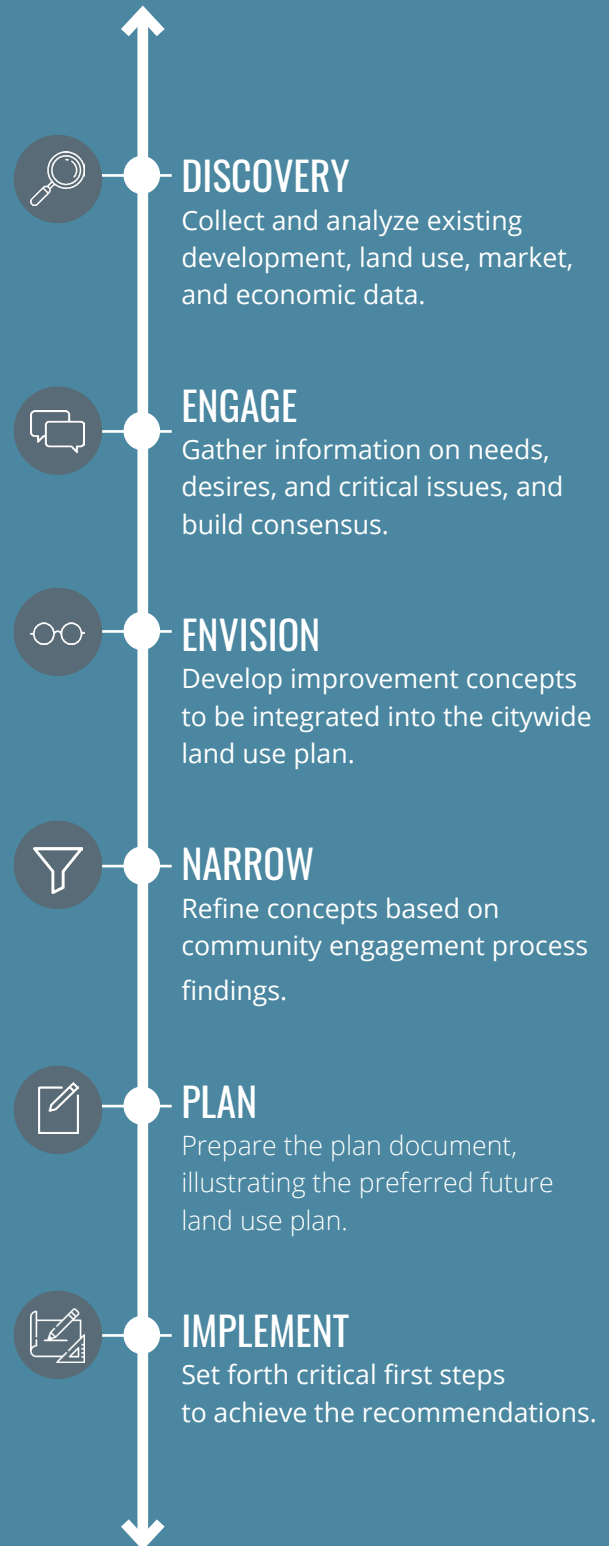 DISCOVERY
Collect and analyze existing
development, land use, market,
and economic data.
ENGAGE
Gather information on needs,
desires, and critical issues, and
build consensus.
ENVISION
Develop improvement concepts
to be integrated into the citywide
land use plan.
NARROW
Refine concepts based on
community engagement process
findings.
PLAN
Prepare the plan document,
illustrating the preferred future
land use plan.
IMPLEMENT
Set forth critical first steps
to achieve the recommendations.